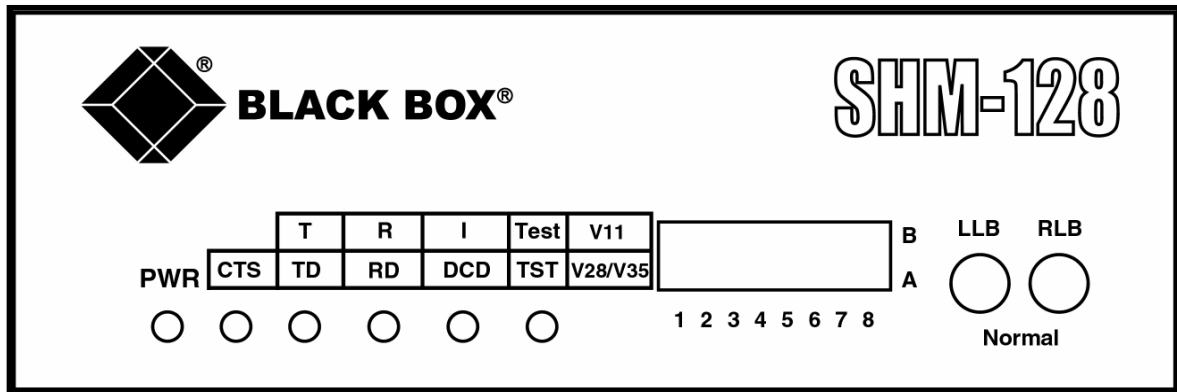 BLACK BOX®
®
SHM-128
T R I Test V11
PWR CTS TD RD DCD TST V28/V35
B
A
1 2 3 4 5 6 7 8
LLB RLB
Normal